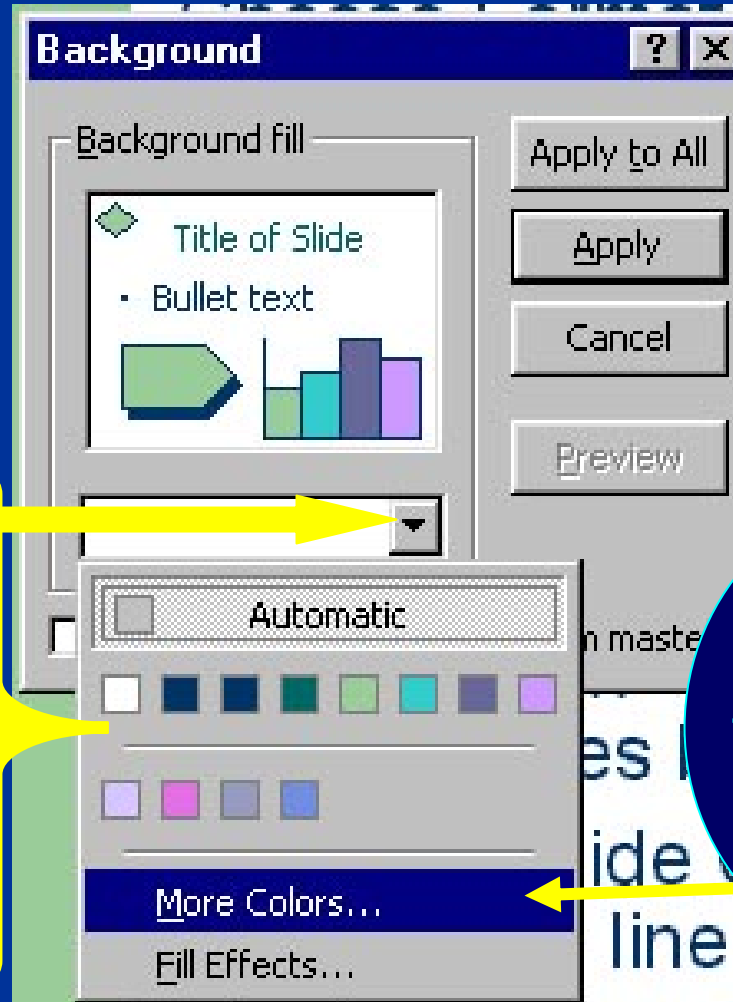 Background
Background fill
Apply to All
Title of Slide
Apply
Bullet text
Cancel
Preview
Automatic
es
ide
More Colors...
line
Fill Effects...